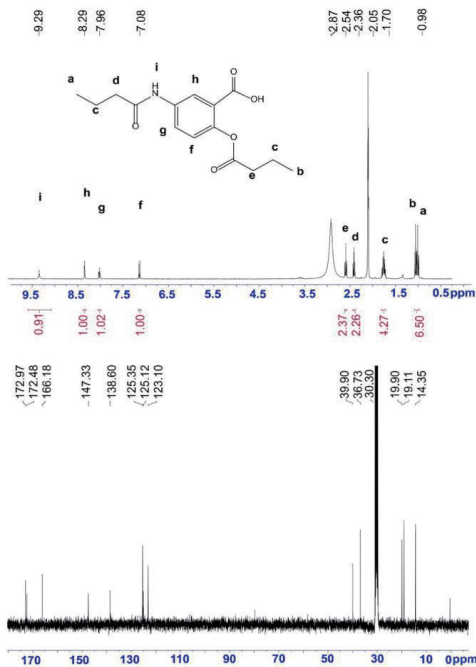 9.29
8.29
7.96
7.08
2.87
2.54
2.36
2.05
1.70
0.98
i
H
N
h
O
OH
a
c
d
O
g
f
O
O
c
b
e
i
h
g
f
e
d
c
b
a
9.5 8.5 7.5 6.5 5.5 4.5 3.5 2.5 1.5 0.5ppm
0.91
1.00
1.02
1.00
2.37
2.26
4.27
6.50
172.97
172.48
166.18
147.33
138.60
125.35
125.12
123.10
39.90
36.73
30.30
19.90
19.11
14.35
170 150 130 110 90 70 50 30 10 0ppm